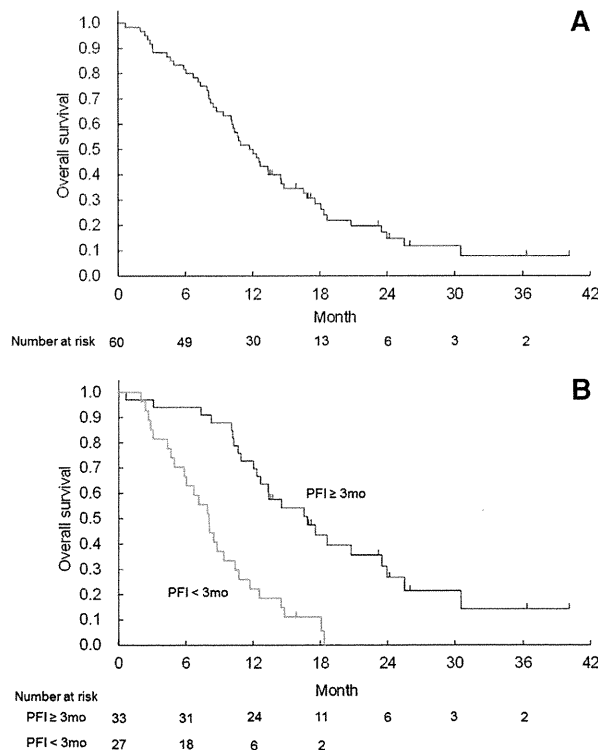 A
Overall survival
1.0
0.9
0.8
0.7
0.6
0.5
0.4
0.3
0.2
0.1
0.0
0 6 12 18 24 30 36 42
Month
Number at risk 60 49 30 13 6 3 2
B
Overall survival
1.0
0.9
0.8
0.7
0.6
0.5
0.4
0.3
0.2
0.1
0.0
PFI ≥ 3mo
PFI < 3mo
0 6 12 18 24 30 36 42
Month
Number at risk
PFI ≥ 3mo 33 31 24 11 6 3 2
PFI < 3mo 27 18 6 2